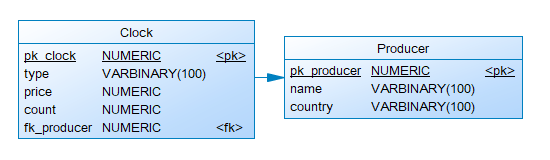 Clock
pk_clock NUMERIC <pk>
type VARBINARY(100)
price NUMERIC
count NUMERIC
fk_producer NUMERIC <fk>
Producer
pk_producer NUMERIC <pk>
name VARBINARY(100)
country VARBINARY(100)